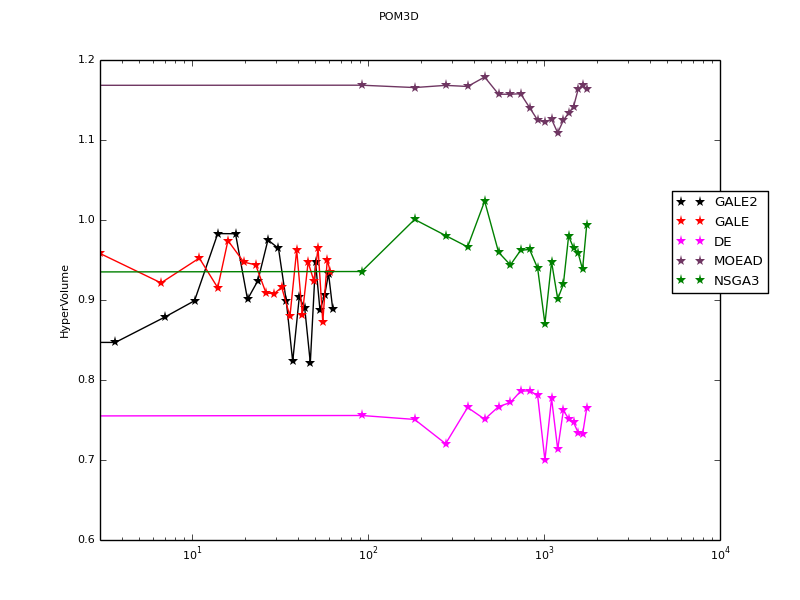 POM3D
1.2
1.1
1.0
0.9
0.8
0.7
0.6
HyperVolume
10^1
10^2
10^3
10^4
GALE2
GALE
DE
MOEAD
NSGA3